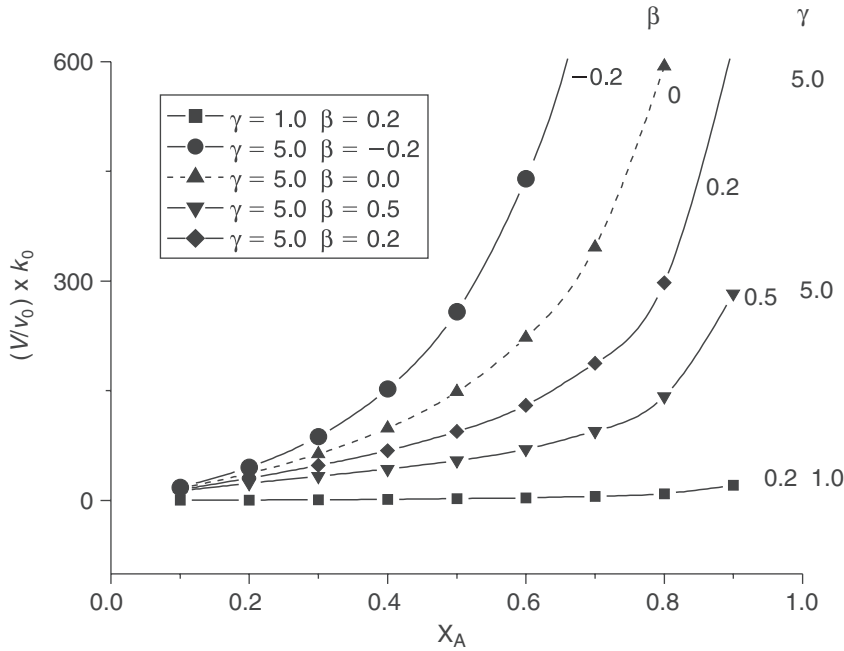 β γ
600
−0.2
0
5.0
γ = 1.0 β = 0.2
γ = 5.0 β = −0.2
γ = 5.0 β = 0.0
γ = 5.0 β = 0.5
γ = 5.0 β = 0.2
0.2
(V/v₀) x k₀
300
0.5 5.0
0
0.2 1.0
0.0 0.2 0.4 0.6 0.8 1.0
X_A